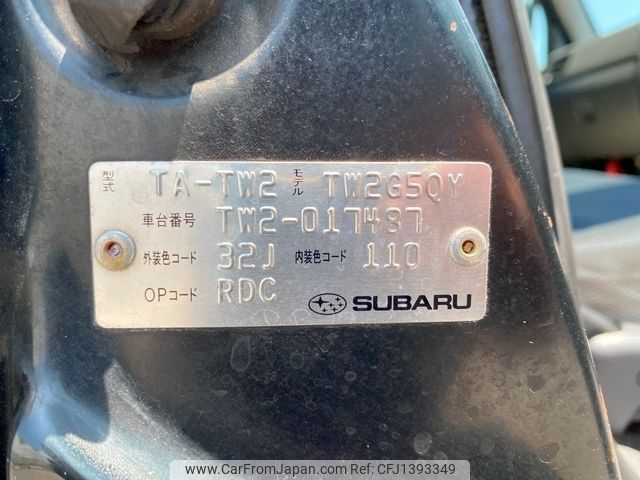 型式 TA-TW2 モデル TW2G5QY
車台番号 TW2-017487
外装色コード 32J 内装色コード 110
OPコード RDC SUBARU
www.CarFromJapan.com | Car ID: CFJ1393349